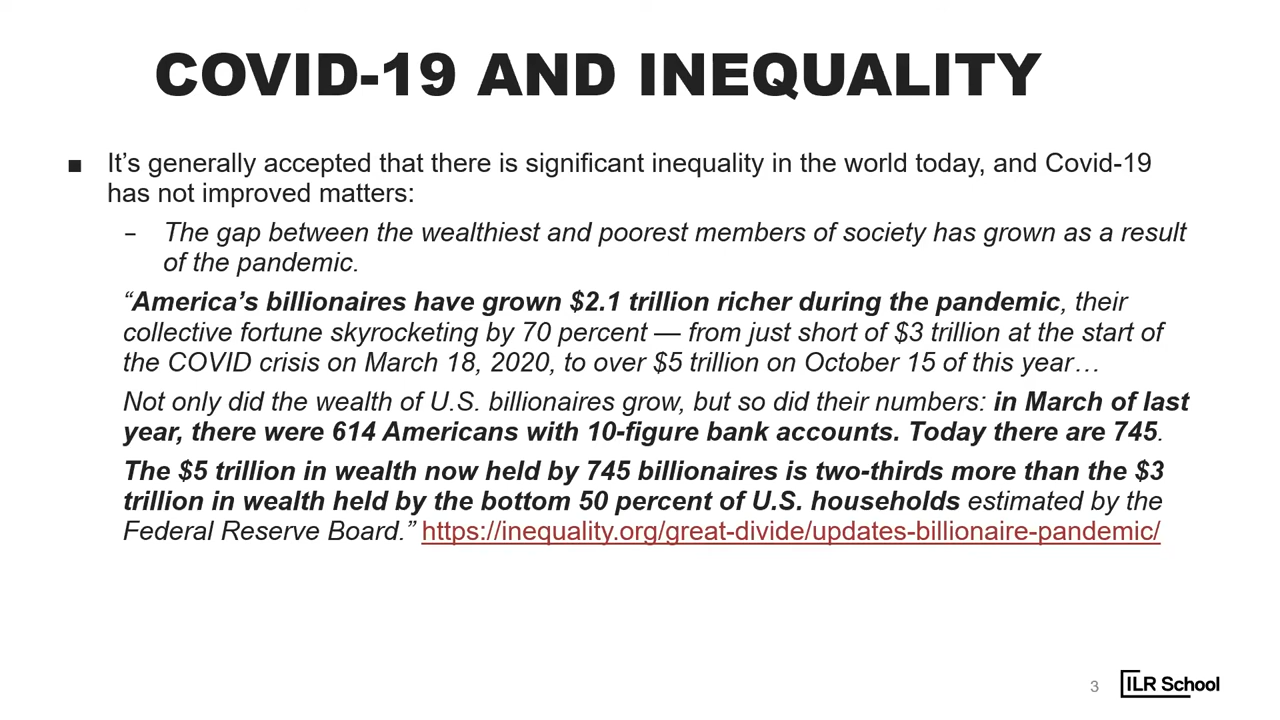 COVID-19 AND INEQUALITY
■ It’s generally accepted that there is significant inequality in the world today, and Covid-19
has not improved matters:
– The gap between the wealthiest and poorest members of society has grown as a result
of the pandemic.
“America’s billionaires have grown $2.1 trillion richer during the pandemic, their
collective fortune skyrocketing by 70 percent — from just short of $3 trillion at the start of
the COVID crisis on March 18, 2020, to over $5 trillion on October 15 of this year…
Not only did the wealth of U.S. billionaires grow, but so did their numbers: in March of last
year, there were 614 Americans with 10-figure bank accounts. Today there are 745.
The $5 trillion in wealth now held by 745 billionaires is two-thirds more than the $3
trillion in wealth held by the bottom 50 percent of U.S. households estimated by the
Federal Reserve Board.” https://inequality.org/great-divide/updates-billionaire-pandemic/
3
ILR School